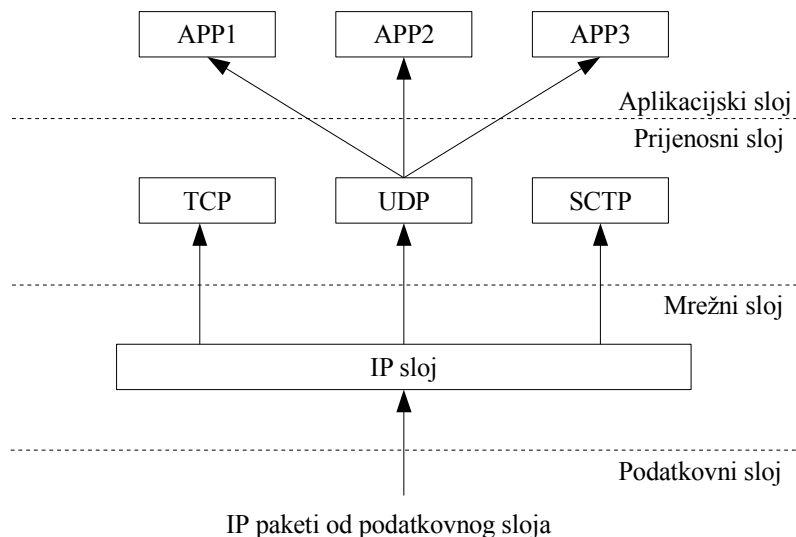 APP1 APP2 APP3
Aplikacijski sloj
Prijenosni sloj
TCP UDP SCTP
Mrežni sloj
IP sloj
Podatkovni sloj
IP paketi od podatkovnog sloja